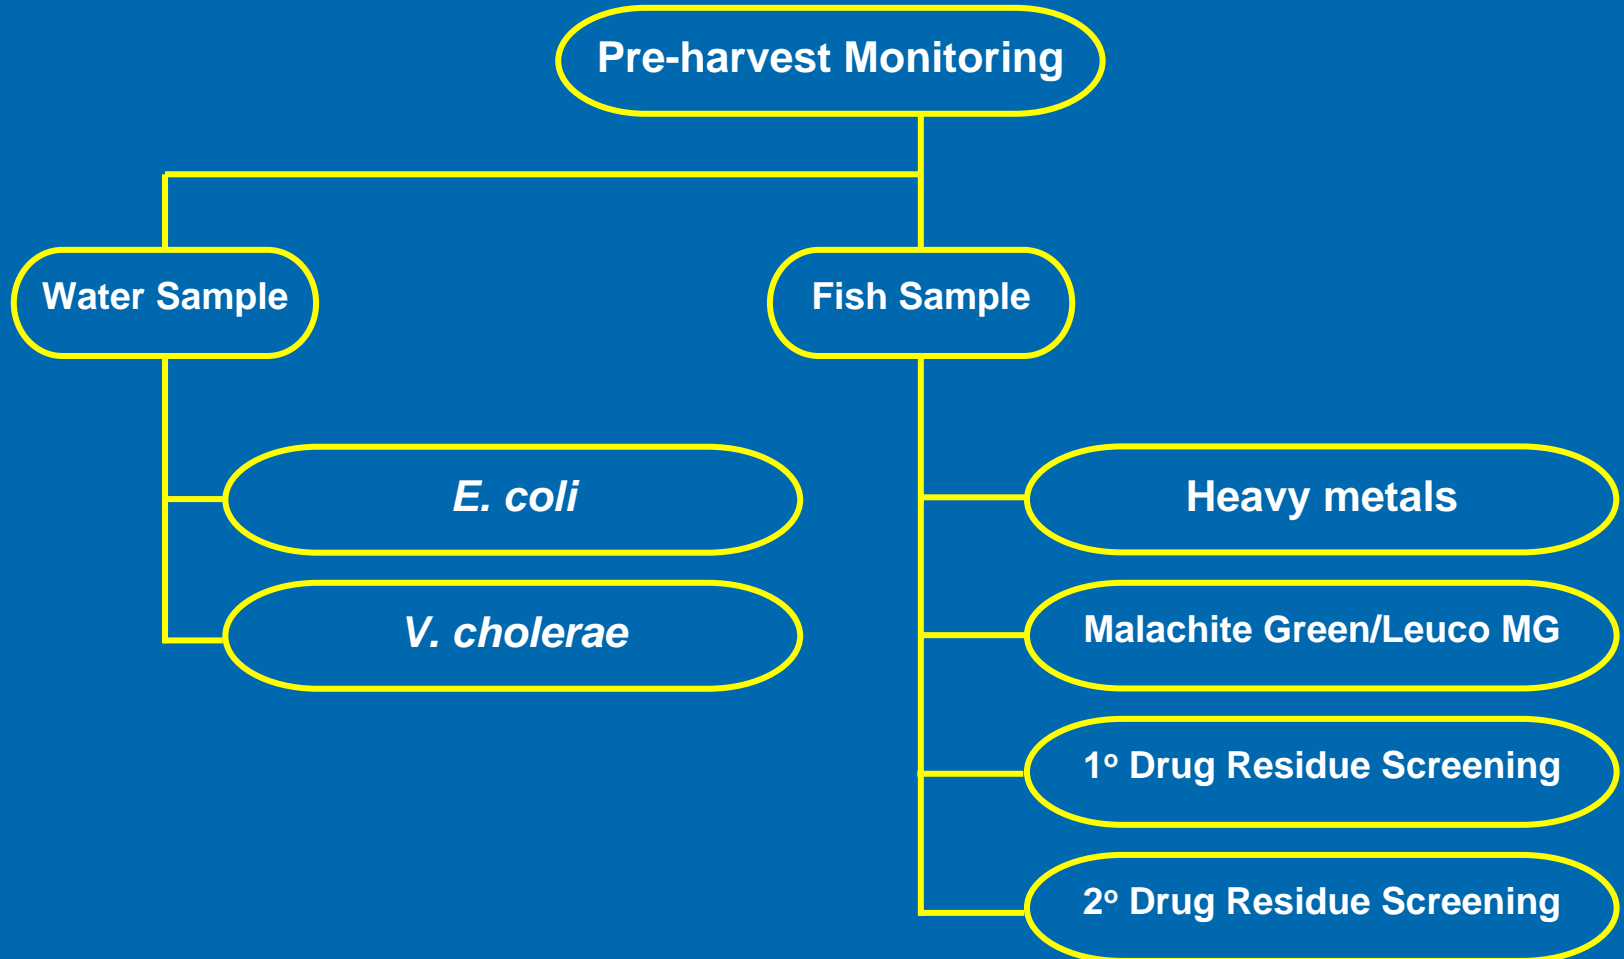 Pre-harvest Monitoring
Water Sample
Fish Sample
E. coli
V. cholerae
Heavy metals
Malachite Green/Leuco MG
1º Drug Residue Screening
2º Drug Residue Screening